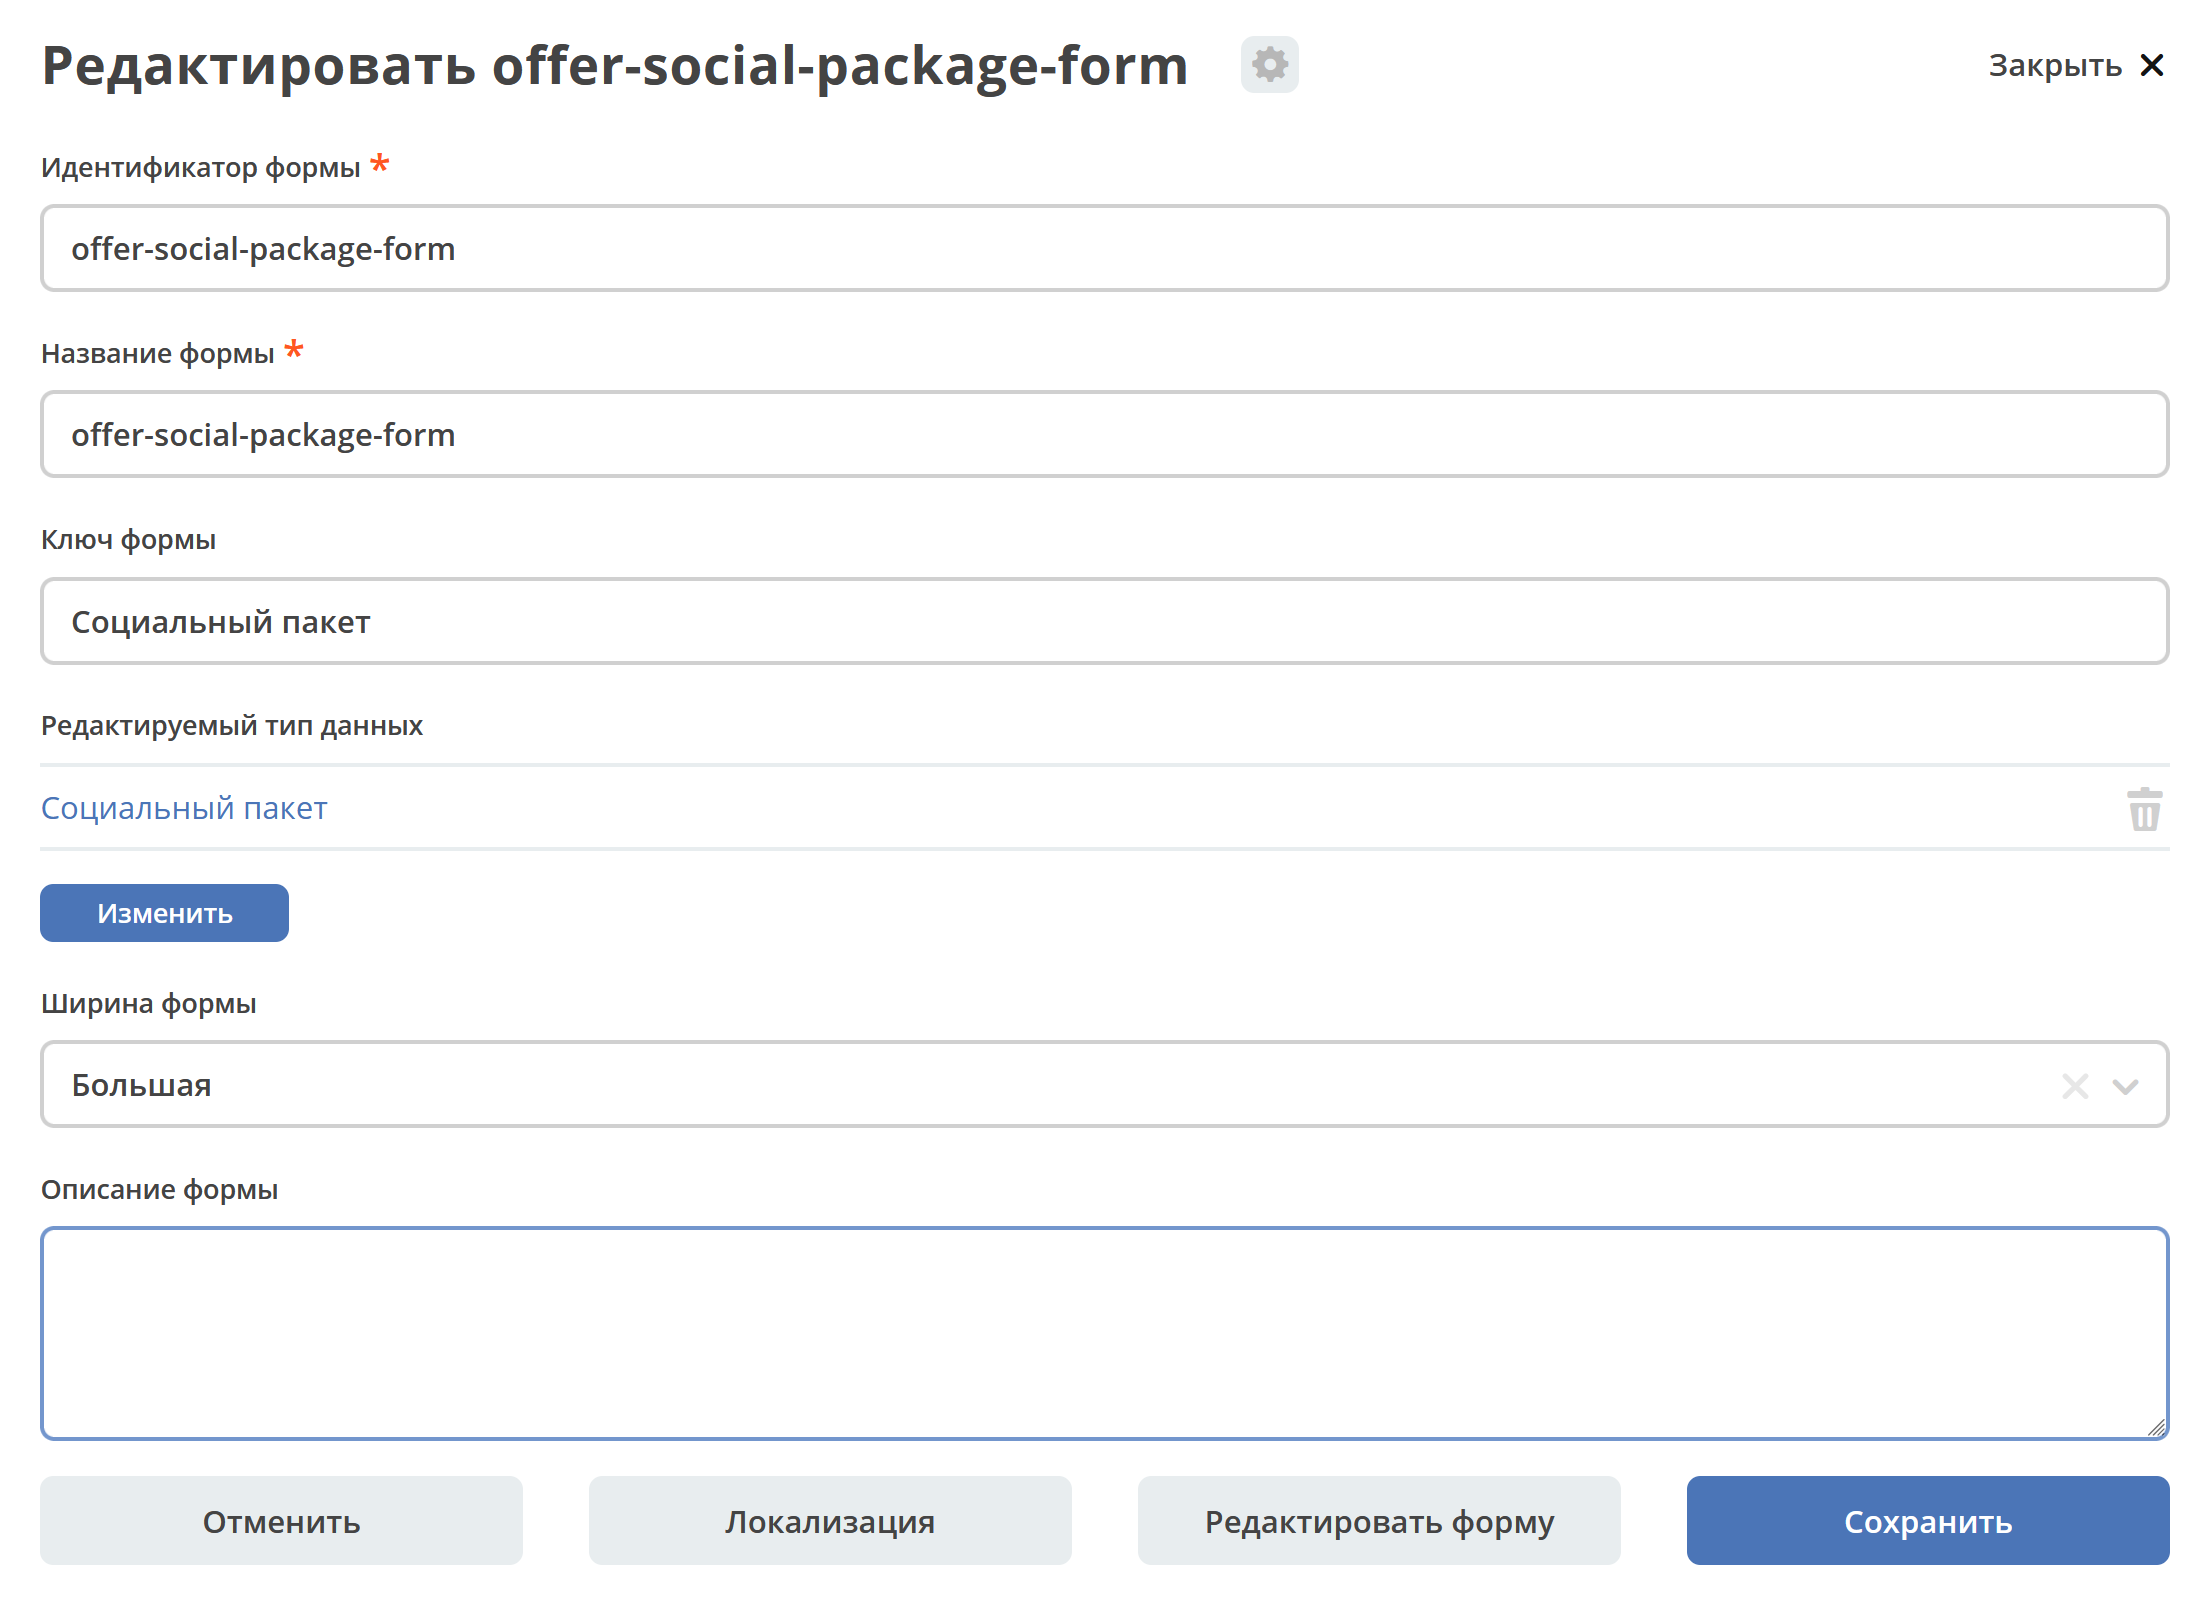 Редактировать offer-social-package-form
Закрыть
Идентификатор формы *
offer-social-package-form
Название формы *
offer-social-package-form
Ключ формы
Социальный пакет
Редактируемый тип данных
Социальный пакет
Изменить
Ширина формы
Большая
Описание формы
Отменить
Локализация
Редактировать форму
Сохранить